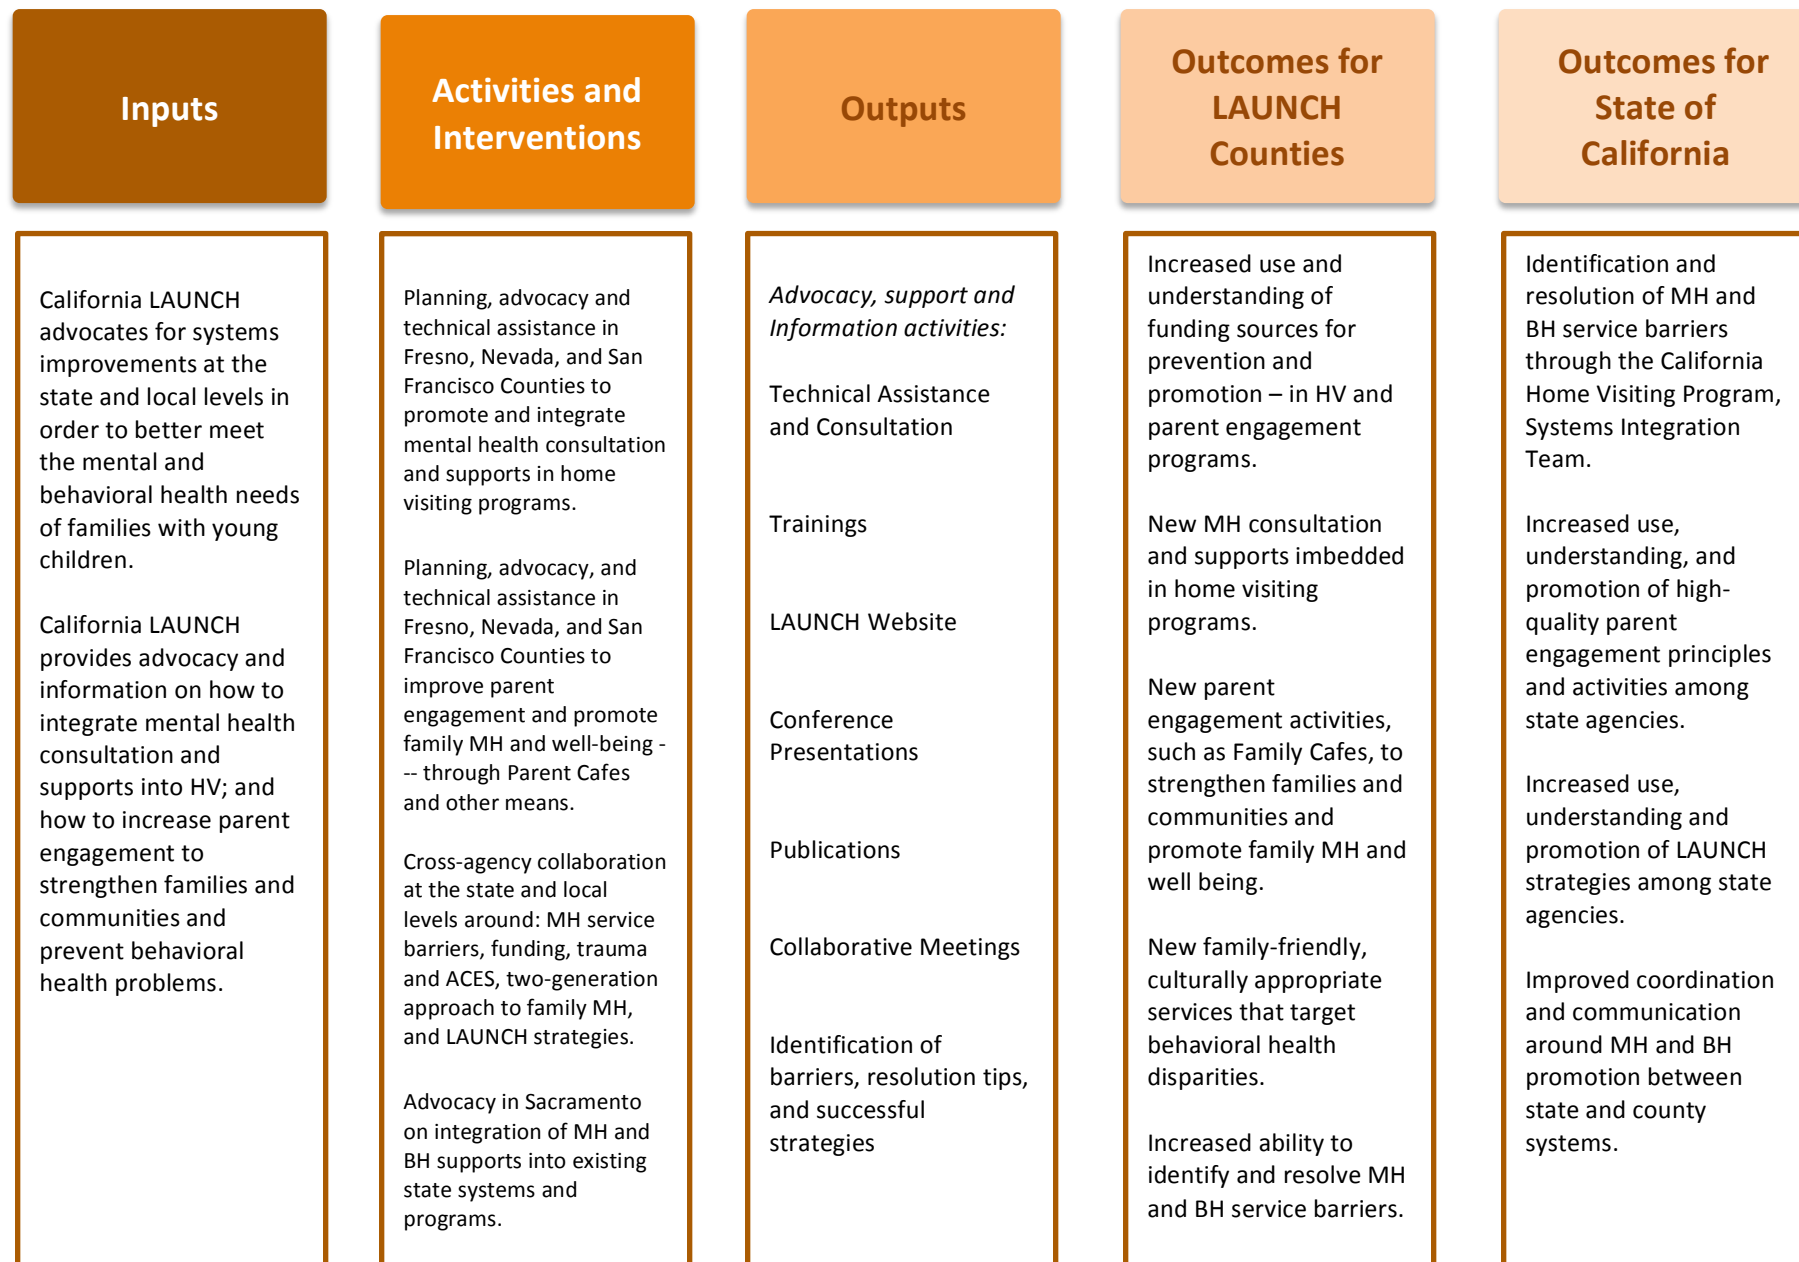 Inputs
Activities and
Interventions
Outputs
Outcomes for
LAUNCH
Counties
Outcomes for
State of
California
California LAUNCH
advocates for systems
improvements at the
state and local levels in
order to better meet
the mental and
behavioral health needs
of families with young
children.
California LAUNCH
provides advocacy and
information on how to
integrate mental health
consultation and
supports into HV; and
how to increase parent
engagement to
strengthen families and
communities and
prevent behavioral
health problems.
Planning, advocacy and
technical assistance in
Fresno, Nevada, and San
Francisco Counties to
promote and integrate
mental health consultation
and supports in home
visiting programs.
Planning, advocacy, and
technical assistance in
Fresno, Nevada, and San
Francisco Counties to
improve parent
engagement and promote
family MH and well-being -
-- through Parent Cafes
and other means.
Cross-agency collaboration
at the state and local
levels around: MH service
barriers, funding, trauma
and ACES, two-generation
approach to family MH,
and LAUNCH strategies.
Advocacy in Sacramento
on integration of MH and
BH supports into existing
state systems and
programs.
Advocacy, support and
Information activities:
Technical Assistance
and Consultation
Trainings
LAUNCH Website
Conference
Presentations
Publications
Collaborative Meetings
Identification of
barriers, resolution tips,
and successful
strategies
Increased use and
understanding of
funding sources for
prevention and
promotion – in HV and
parent engagement
programs.
New MH consultation
and supports imbedded
in home visiting
programs.
New parent
engagement activities,
such as Family Cafes, to
strengthen families and
communities and
promote family MH and
well being.
New family-friendly,
culturally appropriate
services that target
behavioral health
disparities.
Increased ability to
identify and resolve MH
and BH service barriers.
Identification and
resolution of MH and
BH service barriers
through the California
Home Visiting Program,
Systems Integration
Team.
Increased use,
understanding, and
promotion of high-
quality parent
engagement principles
and activities among
state agencies.
Increased use,
understanding and
promotion of LAUNCH
strategies among state
agencies.
Improved coordination
and communication
around MH and BH
promotion between
state and county
systems.